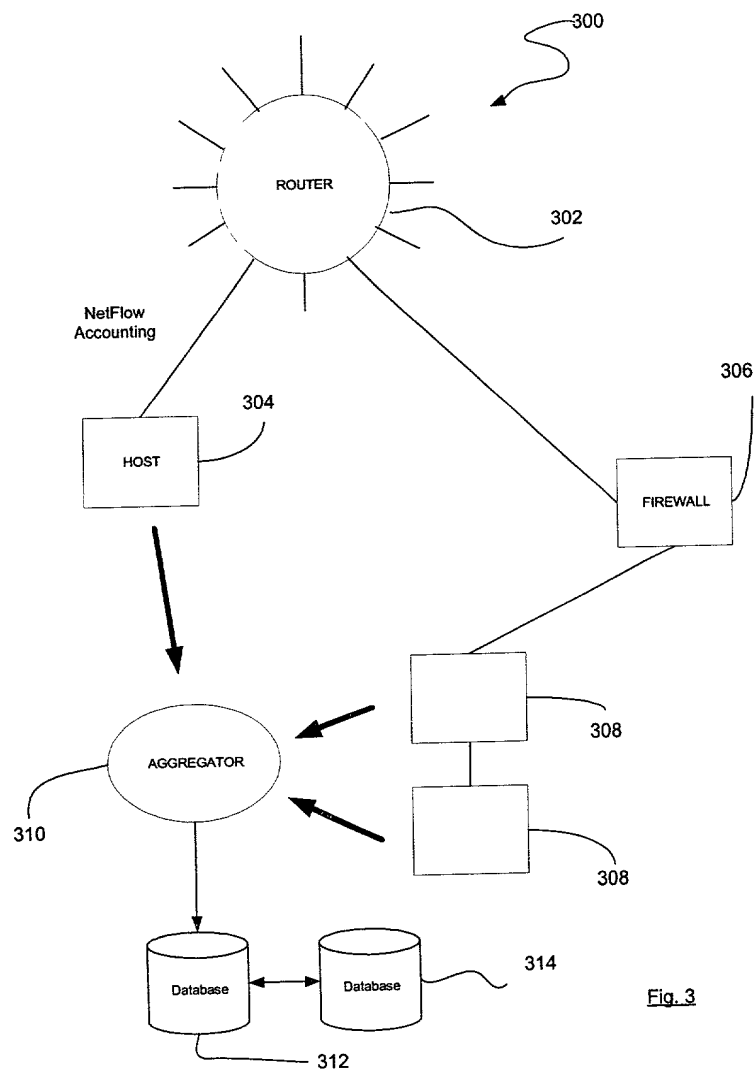 300
ROUTER
302
NetFlow
Accounting
304
306
HOST
FIREWALL
308
AGGREGATOR
310
308
314
Database
Database
Fig. 3
312